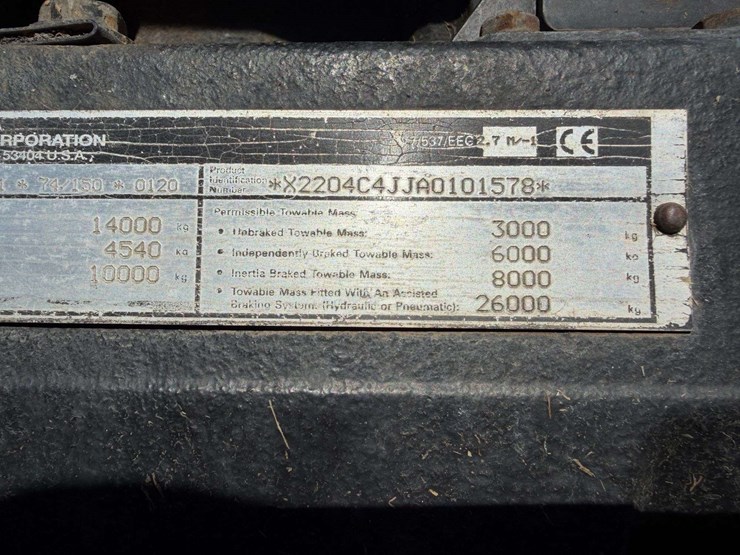 RPORATION
53404 U.S.A.
/537/EEC 2.7 M/-1 CE
* 74/150 * 0120
Product
Identification
Number
*X2204C4JJA0101578*
14000 kg
4540 kg
10000 kg
Permissible Towable Mass
• Unbraked Towable Mass: 3000 kg
• Independently Braked Towable Mass: 6000 kg
• Inertia Braked Towable Mass: 8000 kg
• Towable Mass Fitted With An Assisted
Braking System (Hydraulic or Pneumatic): 26000 kg